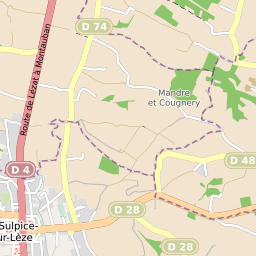 D 74
Route de Lézat à Montauban
Mandre
et Cougnery
D 48
D 4
D 28
Sulpice-
ur-Lèze
D 28